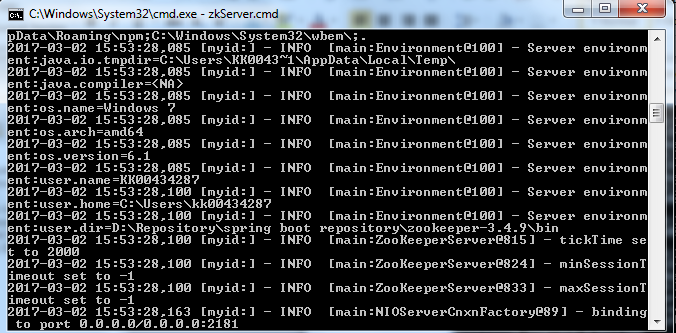 C:\Windows\System32\cmd.exe - zkServer.cmd
pData\Roaming\npm;C:\Windows\System32\wbem\;.
2017-03-02 15:53:28,085 [myid:] - INFO  [main:Environment@100] - Server environm
ent:java.io.tmpdir=C:\Users\KK0043~1\AppData\Local\Temp\
2017-03-02 15:53:28,085 [myid:] - INFO  [main:Environment@100] - Server environm
ent:java.compiler=<NA>
2017-03-02 15:53:28,085 [myid:] - INFO  [main:Environment@100] - Server environm
ent:os.name=Windows 7
2017-03-02 15:53:28,085 [myid:] - INFO  [main:Environment@100] - Server environm
ent:os.arch=amd64
2017-03-02 15:53:28,085 [myid:] - INFO  [main:Environment@100] - Server environm
ent:os.version=6.1
2017-03-02 15:53:28,085 [myid:] - INFO  [main:Environment@100] - Server environm
ent:user.name=KK00434287
2017-03-02 15:53:28,100 [myid:] - INFO  [main:Environment@100] - Server environm
ent:user.home=C:\Users\kk00434287
2017-03-02 15:53:28,100 [myid:] - INFO  [main:Environment@100] - Server environm
ent:user.dir=D:\Repository\spring boot repository\zookeeper-3.4.9\bin
2017-03-02 15:53:28,100 [myid:] - INFO  [main:ZooKeeperServer@815] - tickTime se
t to 2000
2017-03-02 15:53:28,100 [myid:] - INFO  [main:ZooKeeperServer@824] - minSessionT
imeout set to -1
2017-03-02 15:53:28,100 [myid:] - INFO  [main:ZooKeeperServer@833] - maxSessionT
imeout set to -1
2017-03-02 15:53:28,163 [myid:] - INFO  [main:NIOServerCnxnFactory@89] - binding
 to port 0.0.0.0/0.0.0.0:2181